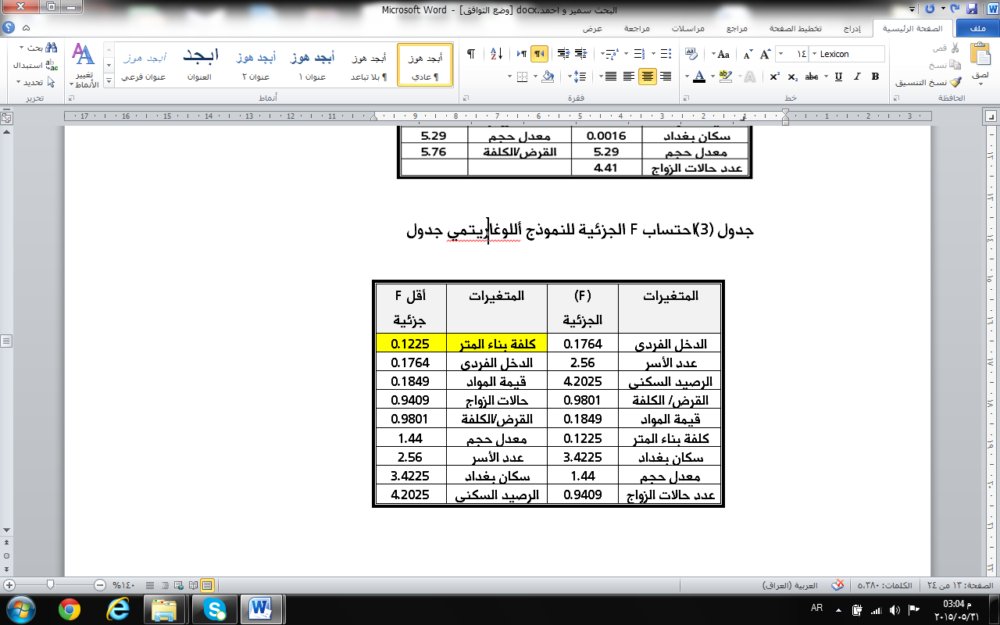 البحث سمير و احمد.docx [وضع التوافق] - Microsoft Word
ملف الصفحة الرئيسية إدراج تخطيط الصفحة مراجع مراسلات مراجعة عرض
لصق قص نسخ نسخ التنسيق
Lexicon ١٤
أبجد هوز أبجد هوز أبجد هوز أبجد هوز ابجد أبجد هوز
¶ عادي ¶ بلا تباعد عنوان ١ عنوان ٢ العنوان عنوان فرعي
تغيير الأنماط
بحث
استبدال
تحديد
الحافظة خط فقرة أنماط تحرير
3 2 1 1 2 3 4 5 6 7 8 9 11 12 13 14 15 16 17
سكان بغداد 0.0016 معدل حجم 5.29
معدل حجم 5.29 القرض/الكلفة 5.76
عدد حالات الزواج 4.41
جدول (3)احتساب F الجزئية للنموذج أللوغاريتمي جدول
المتغيرات (F) الجزئية المتغيرات أقل F جزئية
الدخل الفردي 0.1764 كلفة بناء المتر 0.1225
عدد الأسر 2.56 الدخل الفردي 0.1764
الرصيد السكني 4.2025 قيمة المواد 0.1849
القرض/ الكلفة 0.9801 حالات الزواج 0.9409
قيمة المواد 0.1849 القرض/الكلفة 0.9801
كلفة بناء المتر 0.1225 معدل حجم 1.44
سكان بغداد 3.4225 عدد الأسر 2.56
معدل حجم 1.44 سكان بغداد 3.4225
عدد حالات الزواج 0.9409 الرصيد السكني 4.2025
الصفحة: ١٣ من ٢٤ الكلمات: ٥،٣٨٠ العربية (العراق) ١٤٠%
AR
03:04 م
٢٠١٥/٠٥/٣١